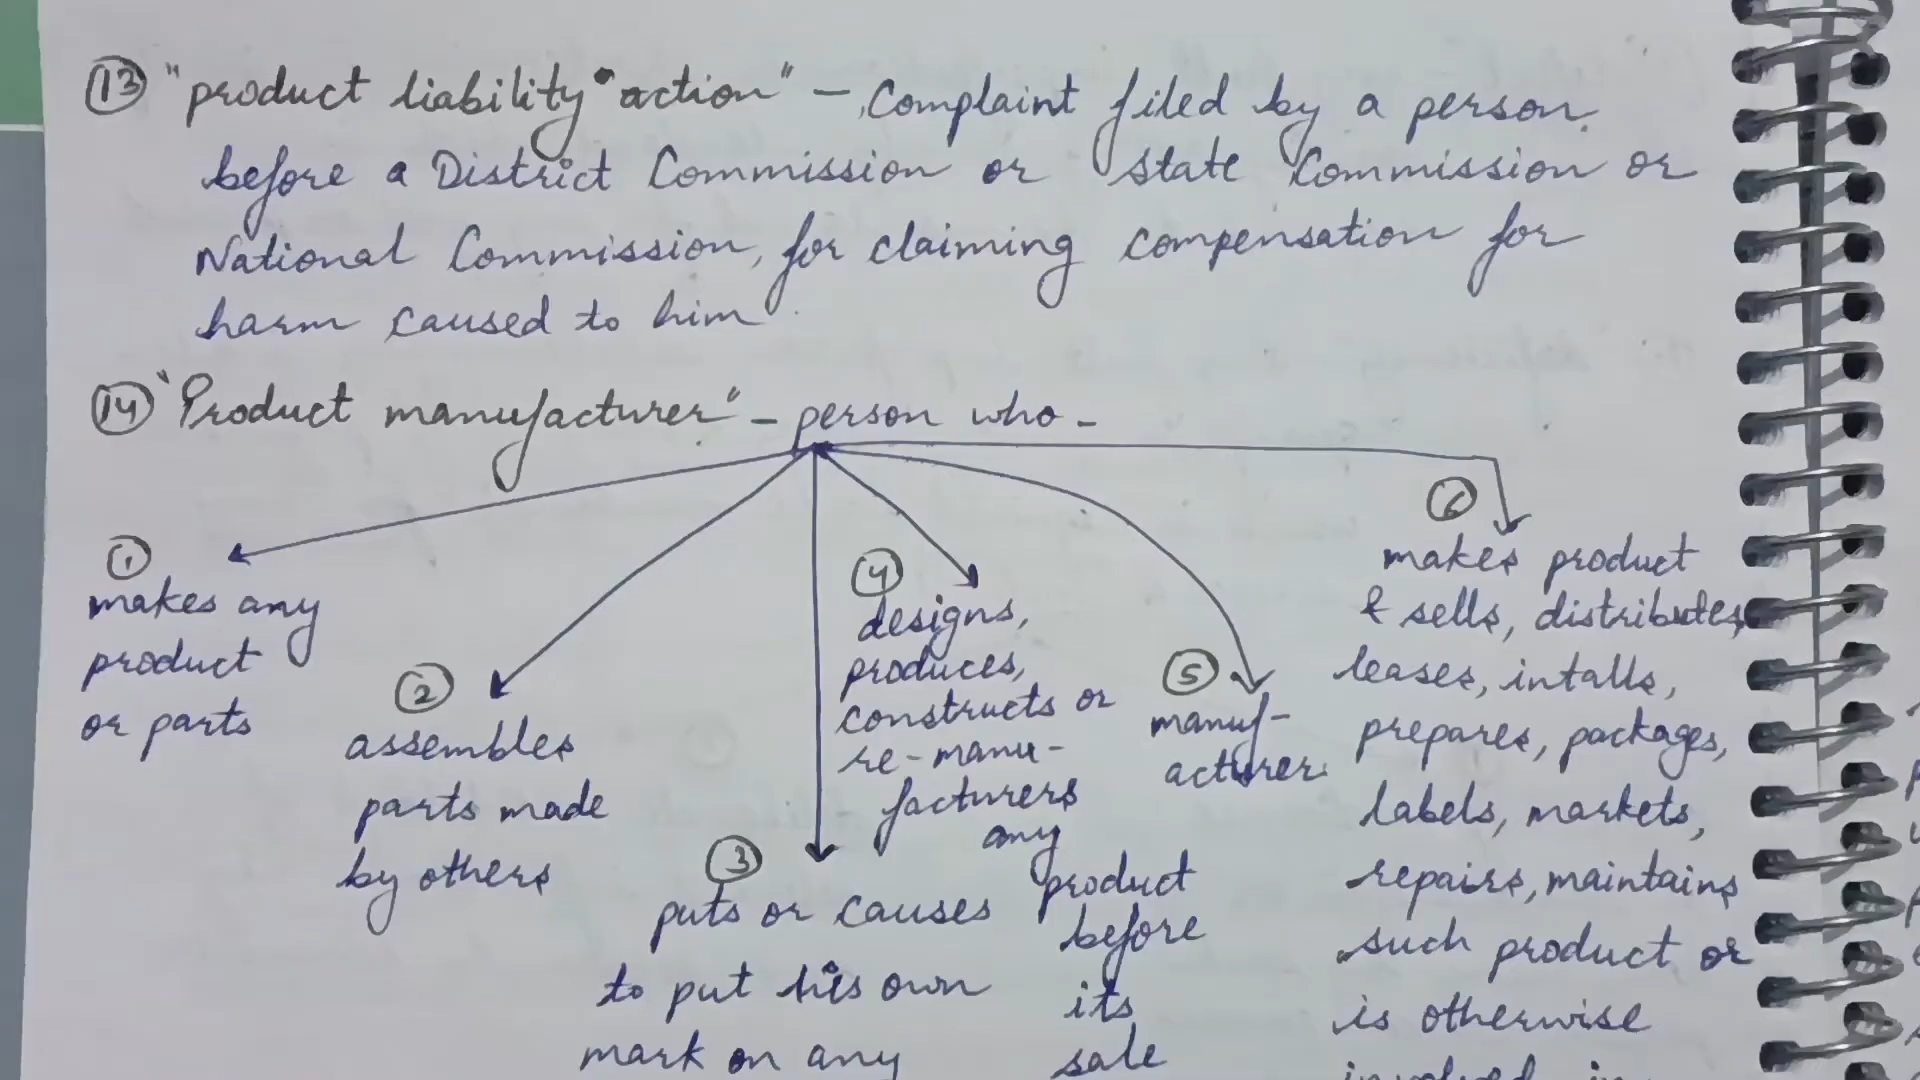 (13) "product liability action" - Complaint filed by a person
before a District Commission or State Commission or
National Commission, for claiming compensation for
harm caused to him.
(14) "Product manufacturer" - person who -
(1)
makes any
product
or parts
(2)
assembles
parts made
by others
(3)
puts or causes
to put his own
mark on any
(4)
designs,
produces,
constructs or
re-manu-
facturers
any
product
before
its
sale
(5)
manuf-
acturer
(6)
makes product
& sells, distributes,
leases, intalls,
prepares, packages,
labels, markets,
repairs, maintains
such product or
is otherwise
involved in